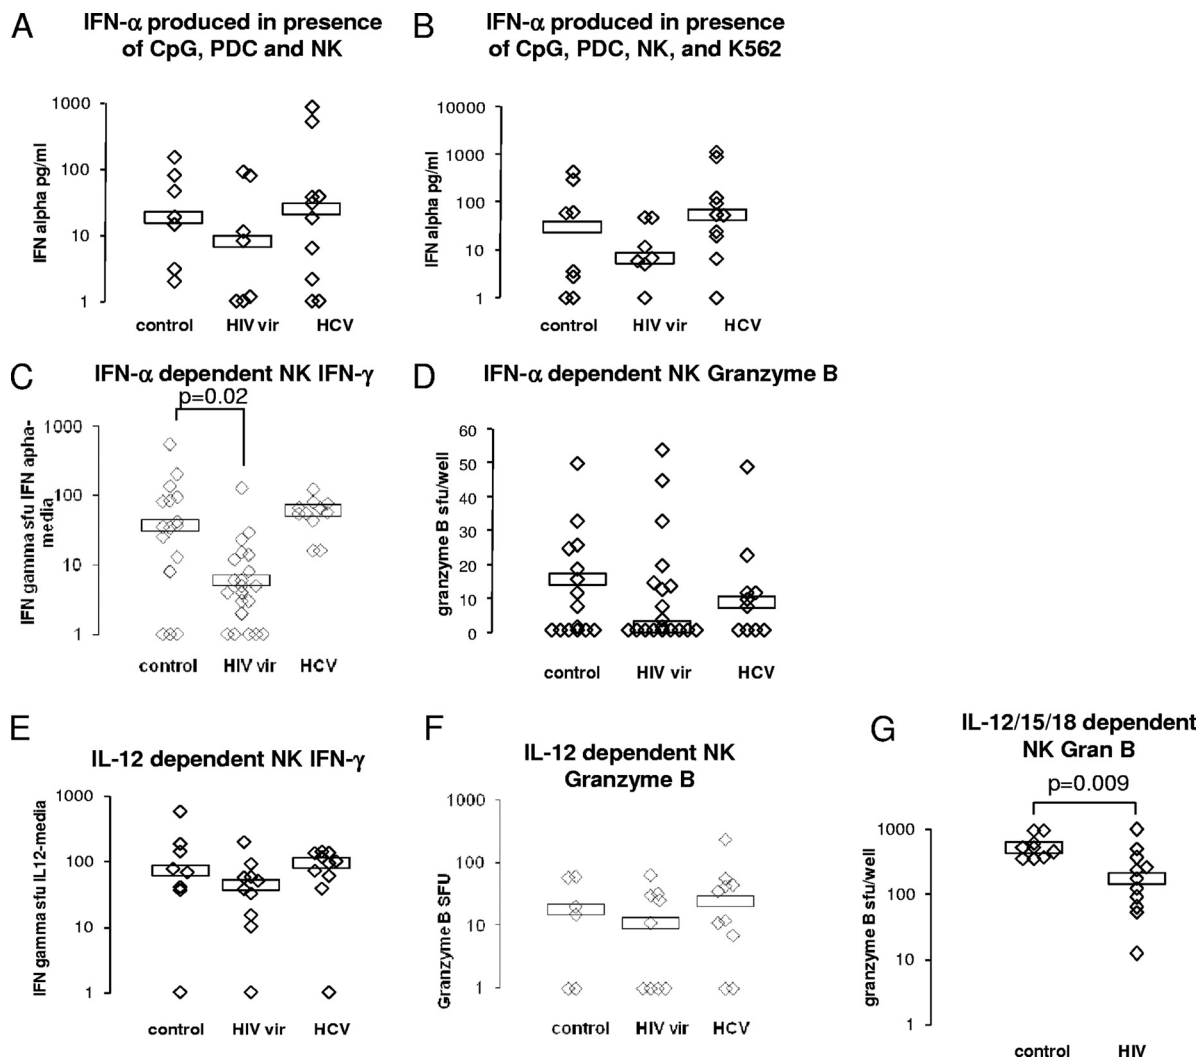 A
IFN-α produced in presence
of CpG, PDC and NK
IFN alpha pg/ml
1000
100
10
1
control HIV vir HCV
B
IFN-α produced in presence
of CpG, PDC, NK, and K562
IFN alpha pg/ml
10000
1000
100
10
1
control HIV vir HCV
C
IFN-α dependent NK IFN-γ
p=0.02
IFN gamma sfu IFN apha-
media
1000
100
10
1
control HIV vir HCV
D
IFN-α dependent NK Granzyme B
granzyme B sfu/well
60
50
40
30
20
10
0
control HIV vir HCV
E
IL-12 dependent NK IFN-γ
IFN gamma sfu IL12-media
1000
100
10
1
control HIV vir HCV
F
IL-12 dependent NK
Granzyme B
Granzyme B SFU
1000
100
10
1
control HIV vir HCV
G
IL-12/15/18 dependent
NK Gran B
p=0.009
granzyme B sfu/well
1000
100
10
1
control HIV